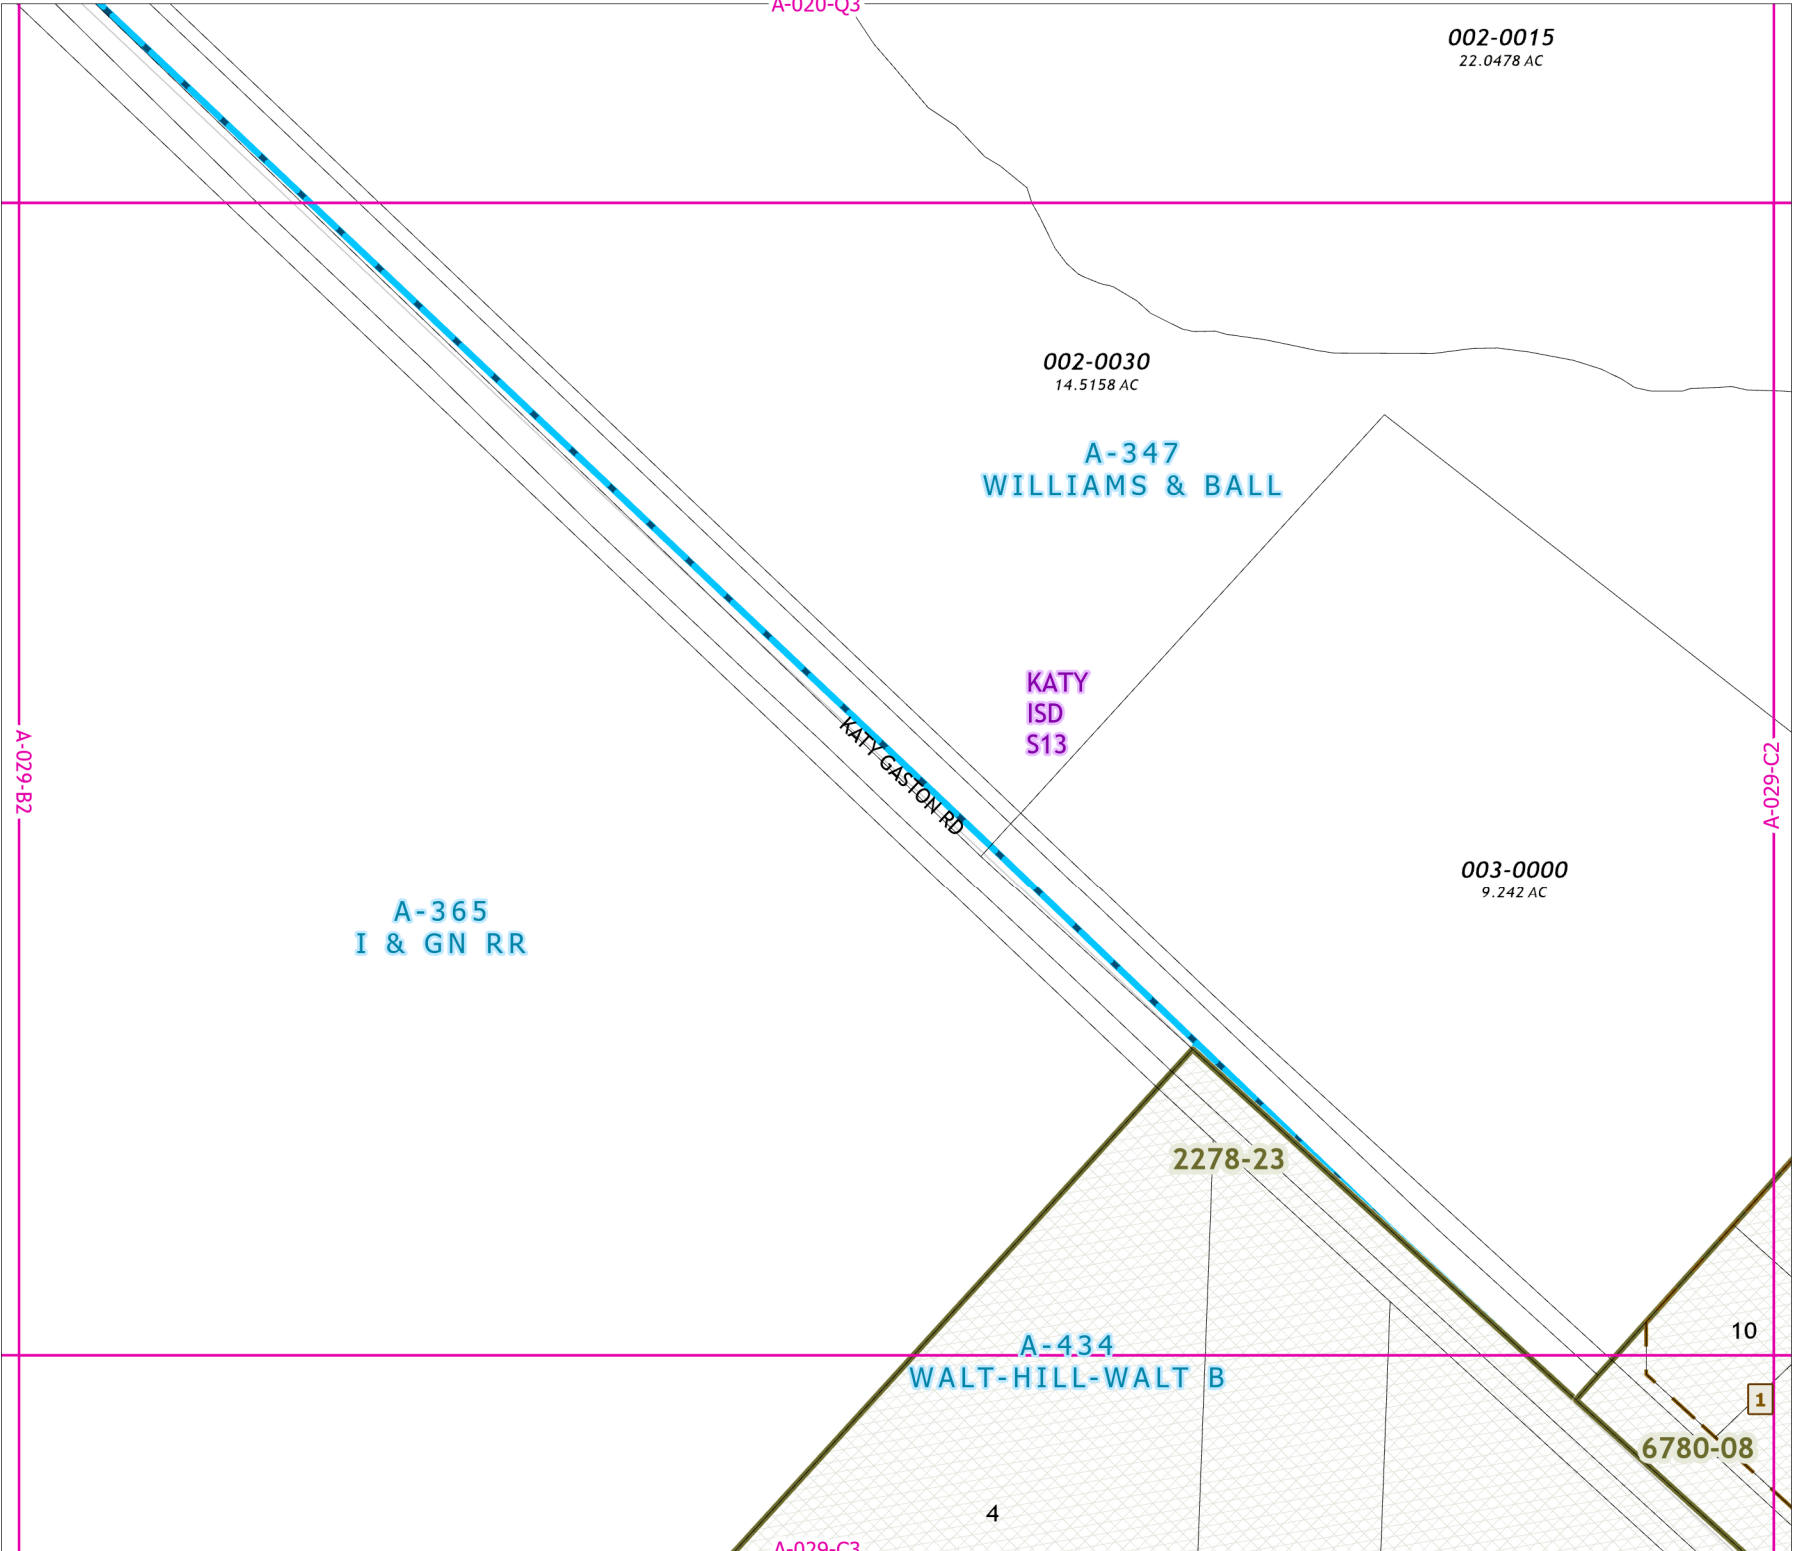 A-020-Q3
002-0015
22.0478 AC
002-0030
14.5158 AC
A-347
WILLIAMS & BALL
KATY
ISD
S13
KATY GASTON RD
A-029-B2
A-029-C2
003-0000
9.242 AC
A-365
I & GN RR
2278-23
A-434
WALT-HILL-WALT B
10
1
6780-08
4
A-029-C3